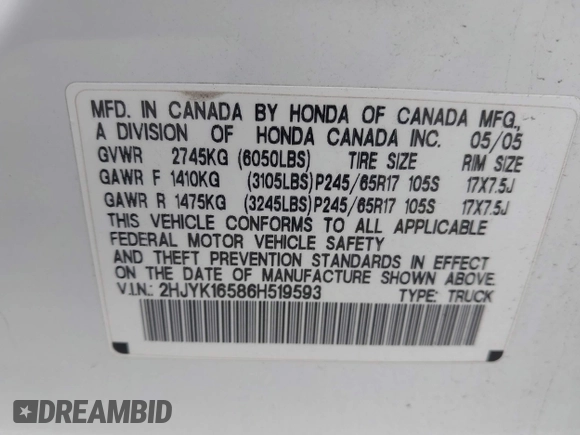 MFD. IN CANADA BY HONDA OF CANADA MFG.,
A DIVISION OF HONDA CANADA INC. 05/05
GVWR 2745KG (6050LBS) TIRE SIZE RIM SIZE
GAWR F 1410KG (3105LBS) P245/65R17 105S 17X7.5J
GAWR R 1475KG (3245LBS) P245/65R17 105S 17X7.5J
THIS VEHICLE CONFORMS TO ALL APPLICABLE
FEDERAL MOTOR VEHICLE SAFETY
AND THEFT PREVENTION STANDARDS IN EFFECT
ON THE DATE OF MANUFACTURE SHOWN ABOVE.
V.I.N.: 2HJYK16586H519593 TYPE: TRUCK
DREAMBID